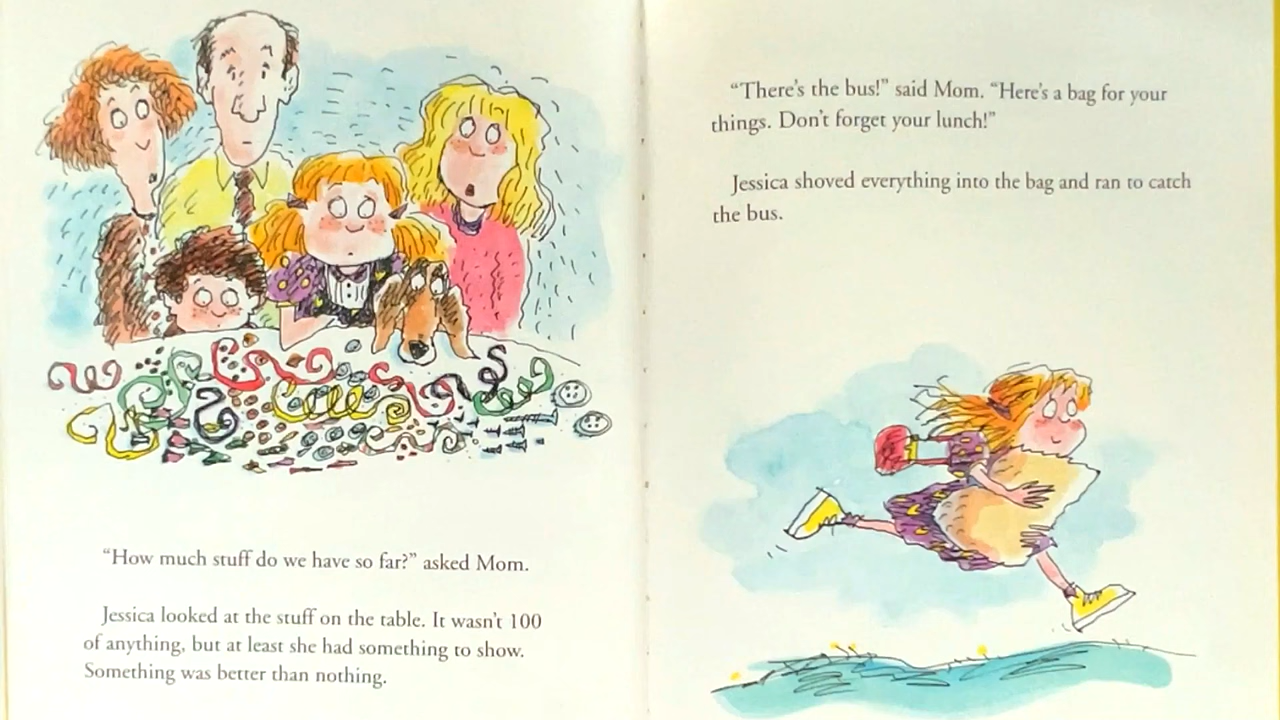 “How much stuff do we have so far?” asked Mom.
Jessica looked at the stuff on the table. It wasn’t 100
of anything, but at least she had something to show.
Something was better than nothing.
“There’s the bus!” said Mom. “Here’s a bag for your
things. Don’t forget your lunch!”
Jessica shoved everything into the bag and ran to catch
the bus.